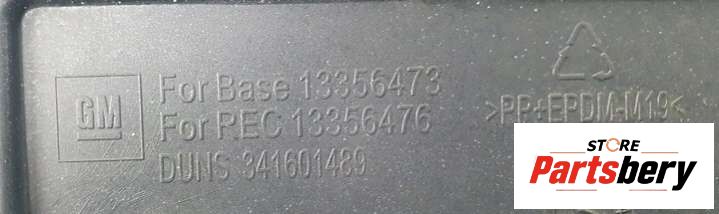 GM
For Base 13356473
For REC 13356476
DUNS 341601489
>PP+EPDM-M19<
STORE
Partsbery